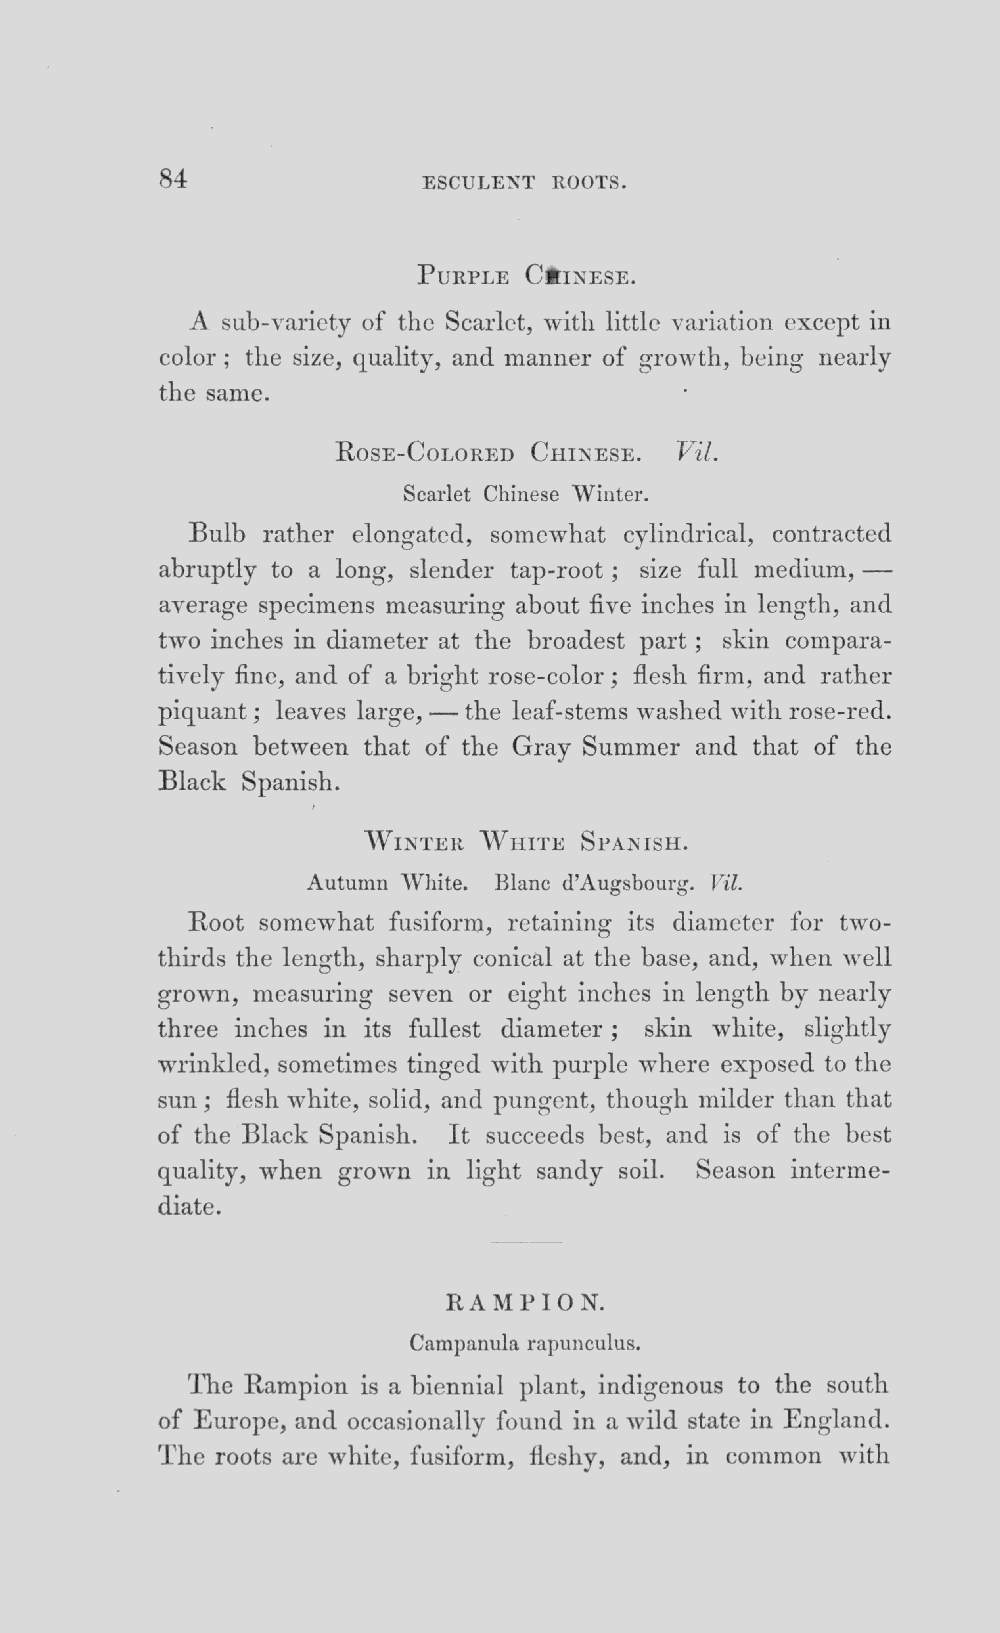 84 ESCULENT ROOTS.
PURPLE CHINESE.
A sub-variety of the Scarlet, with little variation except in
color; the size, quality, and manner of growth, being nearly
the same.
ROSE-COLORED CHINESE. Vil.
Scarlet Chinese Winter.
Bulb rather elongated, somewhat cylindrical, contracted
abruptly to a long, slender tap-root; size full medium, —
average specimens measuring about five inches in length, and
two inches in diameter at the broadest part; skin compara-
tively fine, and of a bright rose-color; flesh firm, and rather
piquant; leaves large, — the leaf-stems washed with rose-red.
Season between that of the Gray Summer and that of the
Black Spanish.
WINTER WHITE SPANISH.
Autumn White. Blanc d'Augsbourg. Vil.
Root somewhat fusiform, retaining its diameter for two-
thirds the length, sharply conical at the base, and, when well
grown, measuring seven or eight inches in length by nearly
three inches in its fullest diameter; skin white, slightly
wrinkled, sometimes tinged with purple where exposed to the
sun; flesh white, solid, and pungent, though milder than that
of the Black Spanish. It succeeds best, and is of the best
quality, when grown in light sandy soil. Season interme-
diate.
RAMPION.
Campanula rapunculus.
The Rampion is a biennial plant, indigenous to the south
of Europe, and occasionally found in a wild state in England.
The roots are white, fusiform, fleshy, and, in common with